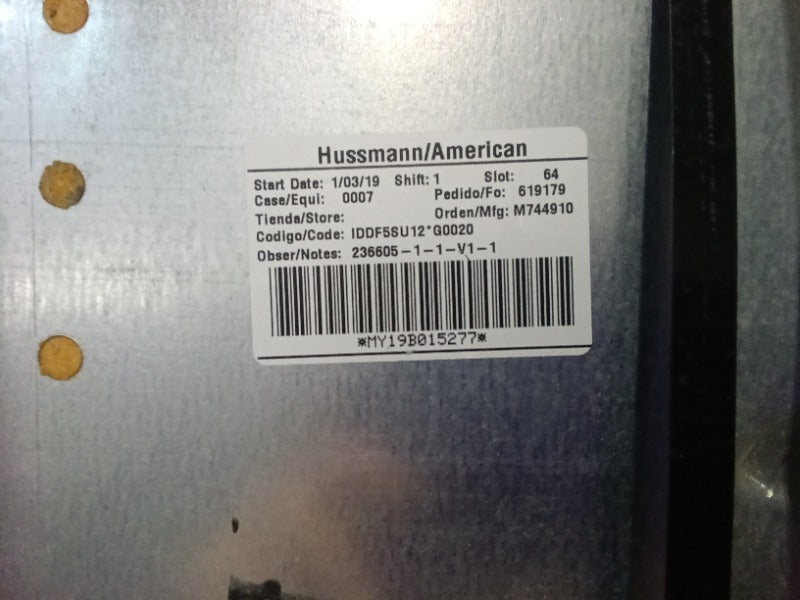 Hussmann/American
Start Date: 1/03/19 Shift: 1 Slot: 64
Case/Equi: 0007 Pedido/Fo: 619179
Tienda/Store: Orden/Mfg: M744910
Codigo/Code: IDDF5SU12*G0020
Obser/Notes: 236605-1-1-V1-1
*MY19B015277*